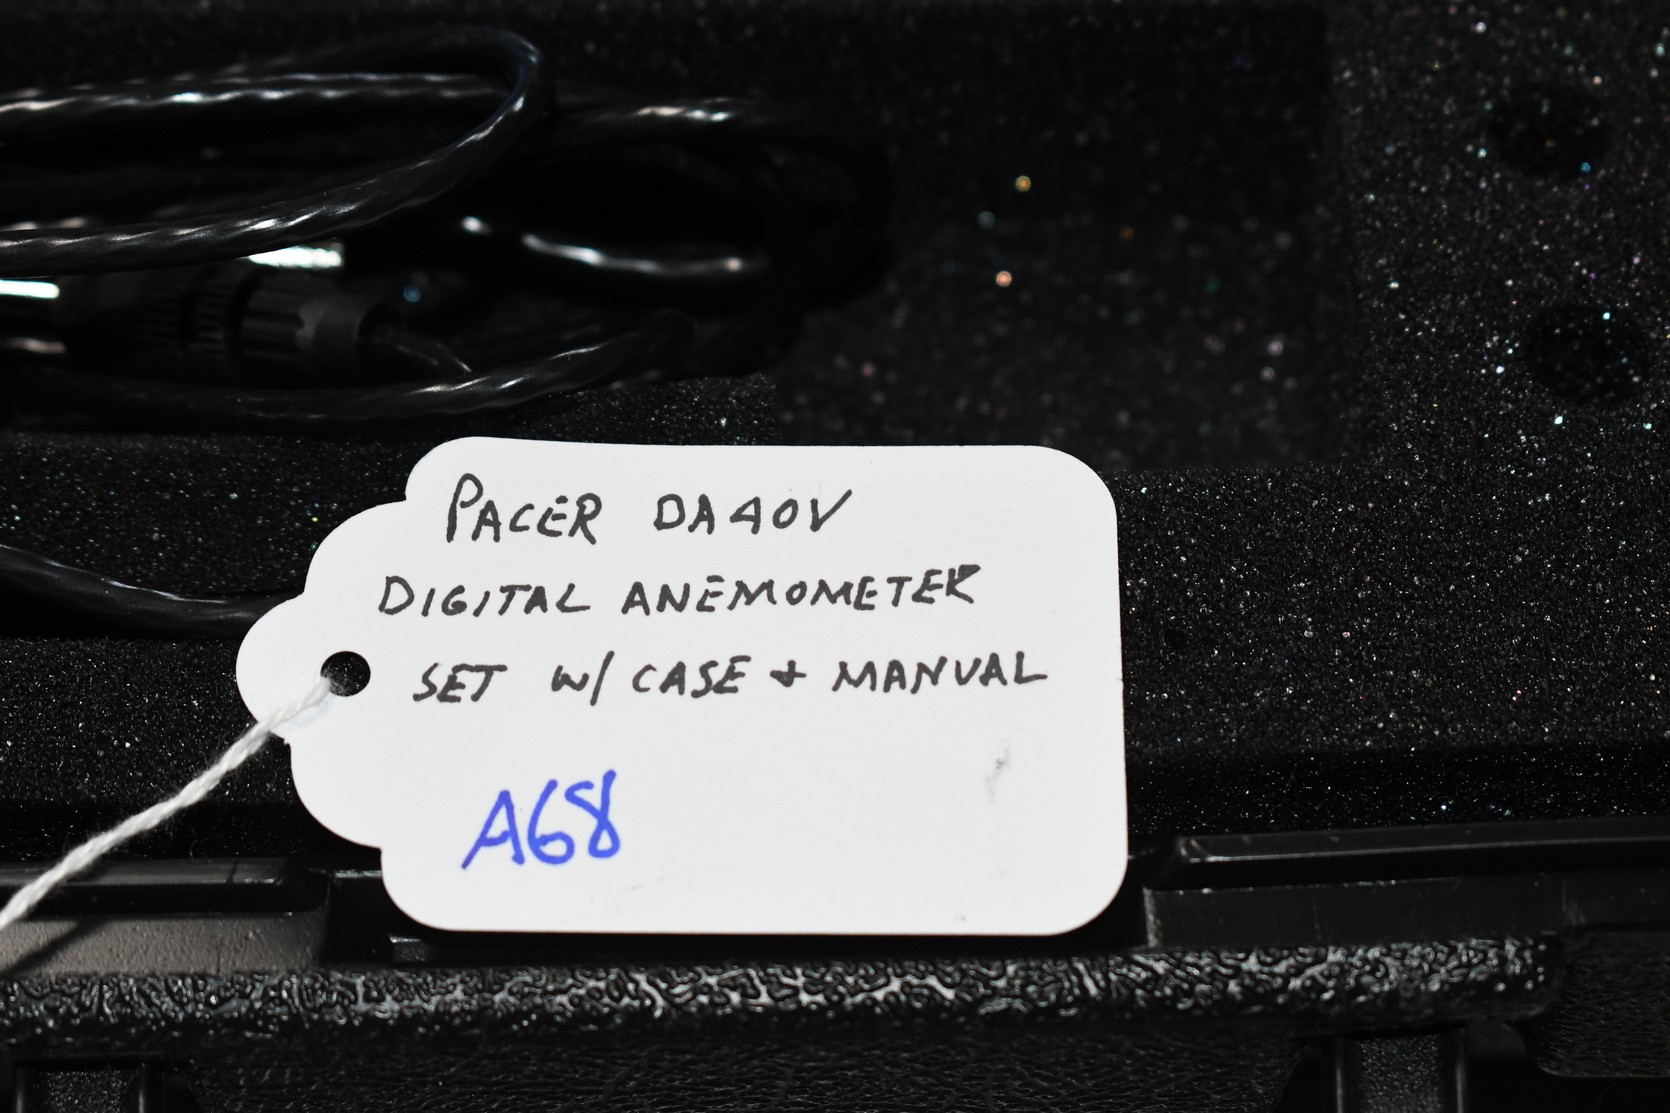 PACER DA40V
DIGITAL ANEMOMETER
SET W/ CASE + MANUAL
A68